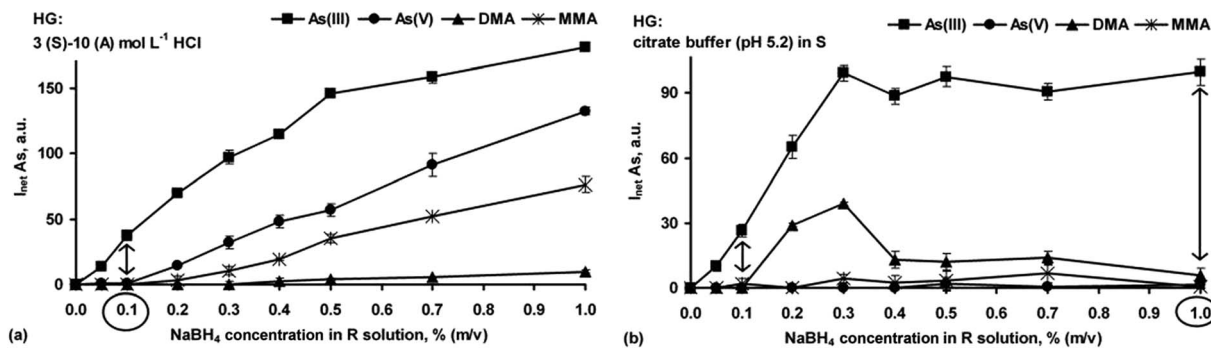 HG:
As(III) As(V) DMA MMA
3 (S)-10 (A) mol L⁻¹ HCl
150
100
50
0
I_net As, a.u.
0.0 0.1 0.2 0.3 0.4 0.5 0.6 0.7 0.8 0.9 1.0
(a) NaBH₄ concentration in R solution, % (m/v)
HG:
As(III) As(V) DMA MMA
citrate buffer (pH 5.2) in S
90
60
30
0
I_net As, a.u.
0.0 0.1 0.2 0.3 0.4 0.5 0.6 0.7 0.8 0.9 1.0
(b) NaBH₄ concentration in R solution, % (m/v)